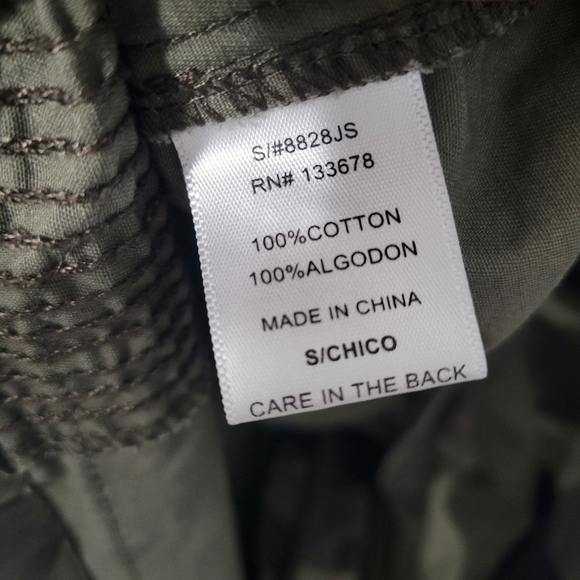 S/#8828JS
RN# 133678
100%COTTON
100%ALGODON
MADE IN CHINA
S/CHICO
CARE IN THE BACK